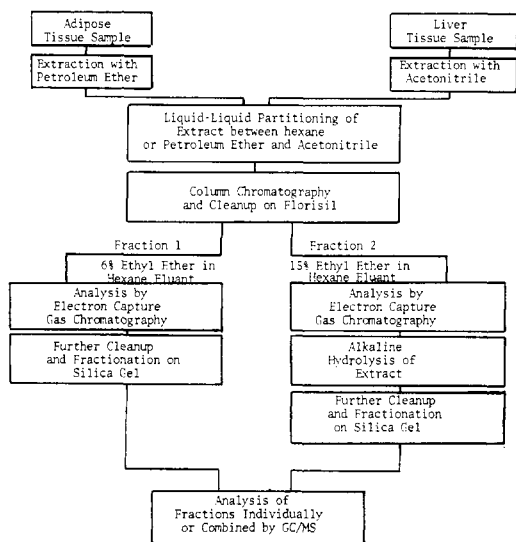 Adipose
Tissue Sample
Liver
Tissue Sample
Extraction with
Petroleum Ether
Extraction with
Acetonitrile
Liquid-Liquid Partitioning of
Extract between hexane
or Petroleum Ether and Acetonitrile
Column Chromatography
and Cleanup on Florisil
Fraction 1
Fraction 2
6% Ethyl Ether in
Hexane Eluant
15% Ethyl Ether in
Hexane Eluant
Analysis by
Electron Capture
Gas Chromatography
Analysis by
Electron Capture
Gas Chromatography
Further Cleanup
and Fractionation on
Silica Gel
Alkaline
Hydrolysis of
Extract
Further Cleanup
and Fractionation
on Silica Gel
Analysis of
Fractions Individually
or Combined by GC/MS